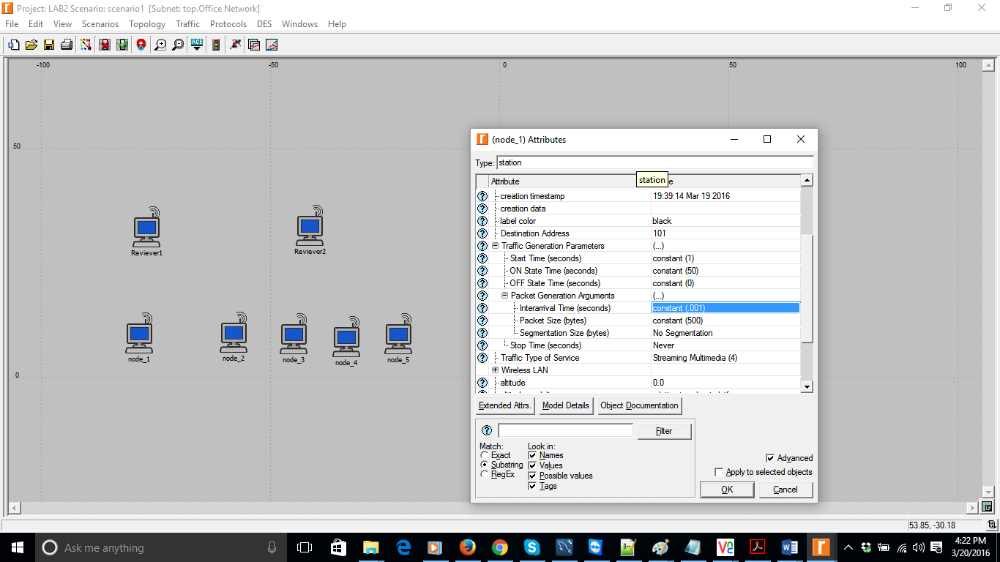 Project: LAB2 Scenario: scenario1 [Subnet: top.Office Network]
File Edit View Scenarios Topology Traffic Protocols DES Windows Help
ACE
-100 -50 0 50 100
50
0
Reviever1
Reviever2
node_1
node_2
node_3
node_4
node_5
(node_1) Attributes
Type: station
station
Attribute
creation timestamp 19:39:14 Mar 19 2016
creation data
label color black
Destination Address 101
Traffic Generation Parameters (...)
Start Time (seconds) constant (1)
ON State Time (seconds) constant (50)
OFF State Time (seconds) constant (0)
Packet Generation Arguments (...)
Interarrival Time (seconds) constant (.001)
Packet Size (bytes) constant (500)
Segmentation Size (bytes) No Segmentation
Stop Time (seconds) Never
Traffic Type of Service Streaming Multimedia (4)
Wireless LAN
altitude 0.0
Extended Attrs. Model Details Object Documentation
Filter
Match: Look in:
Exact Names
Substring Values
RegEx Possible values
Tags
Advanced
Apply to selected objects
OK Cancel
53.85, -30.18
Ask me anything
4:22 PM
3/20/2016